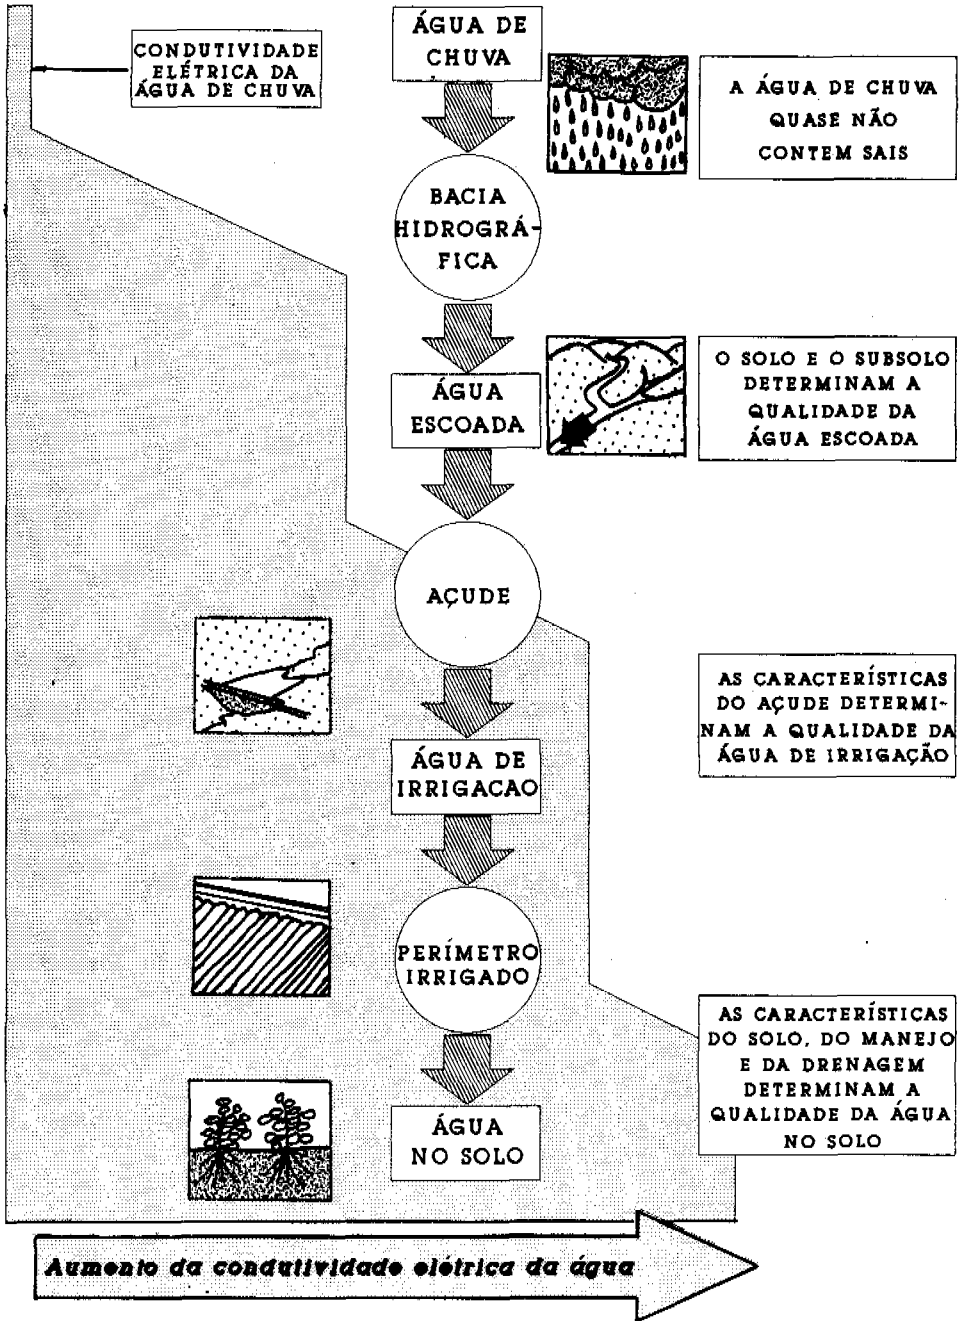 CONDUTIVIDADE
ELÉTRICA DA
ÁGUA DE CHUVA
ÁGUA DE
CHUVA
A ÁGUA DE CHUVA
QUASE NÃO
CONTEM SAIS
BACIA
HIDROGRÁ-
FICA
ÁGUA
ESCOADA
O SOLO E O SUBSOLO
DETERMINAM A
QUALIDADE DA
ÁGUA ESCOADA
AÇUDE
AS CARACTERÍSTICAS
DO AÇUDE DETERMI-
NAM A QUALIDADE DA
ÁGUA DE IRRIGAÇÃO
ÁGUA DE
IRRIGACAO
PERÍMETRO
IRRIGADO
AS CARACTERÍSTICAS
DO SOLO, DO MANEJO
E DA DRENAGEM
DETERMINAM A
QUALIDADE DA ÁGUA
NO SOLO
ÁGUA
NO SOLO
Aumento da condutividade elétrica da água